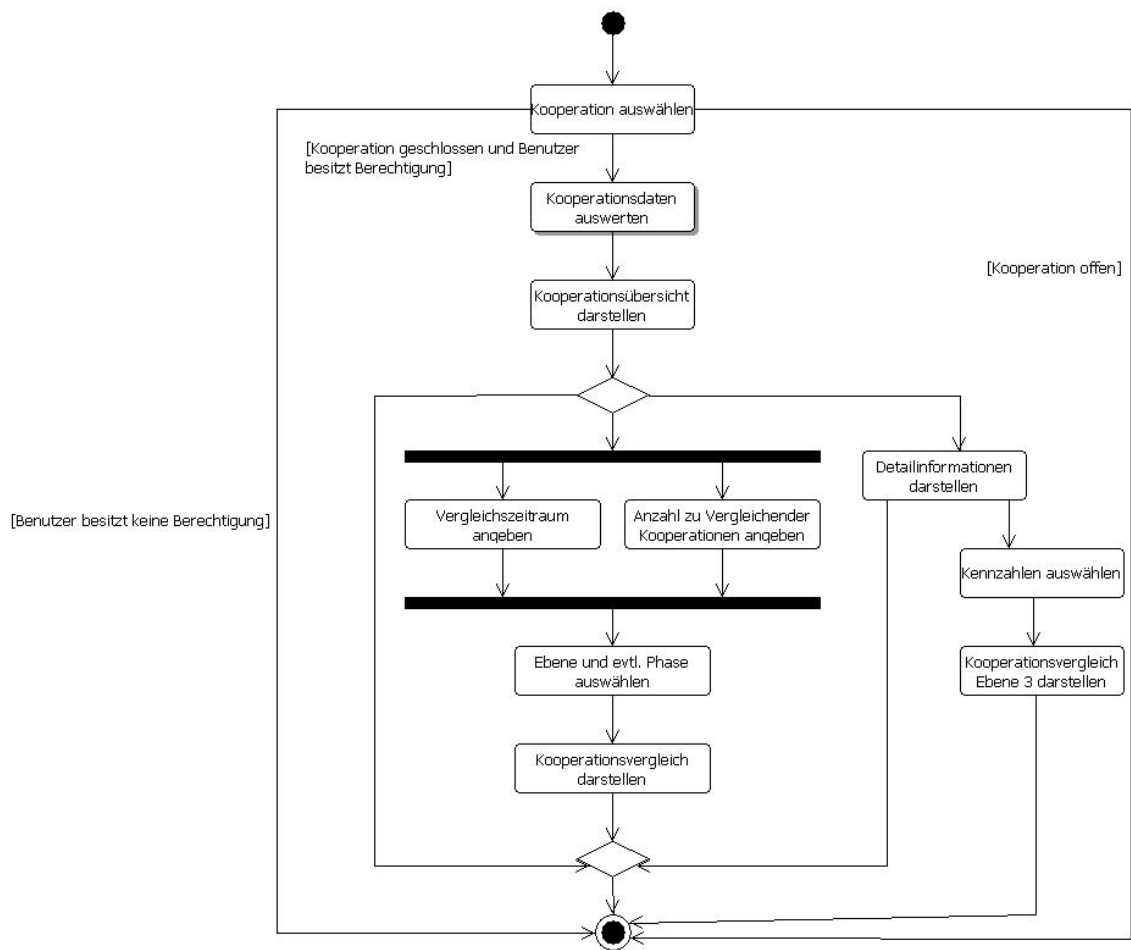 Kooperation auswählen
[Kooperation geschlossen und Benutzer
besitzt Berechtigung]
Kooperationsdaten
auswerten
[Kooperation offen]
Kooperationsübersicht
darstellen
Detailinformationen
darstellen
Vergleichszeitraum
angeben
Anzahl zu Vergleichender
Kooperationen angeben
[Benutzer besitzt keine Berechtigung]
Kennzahlen auswählen
Ebene und evtl. Phase
auswählen
Kooperationsvergleich
Ebene 3 darstellen
Kooperationsvergleich
darstellen